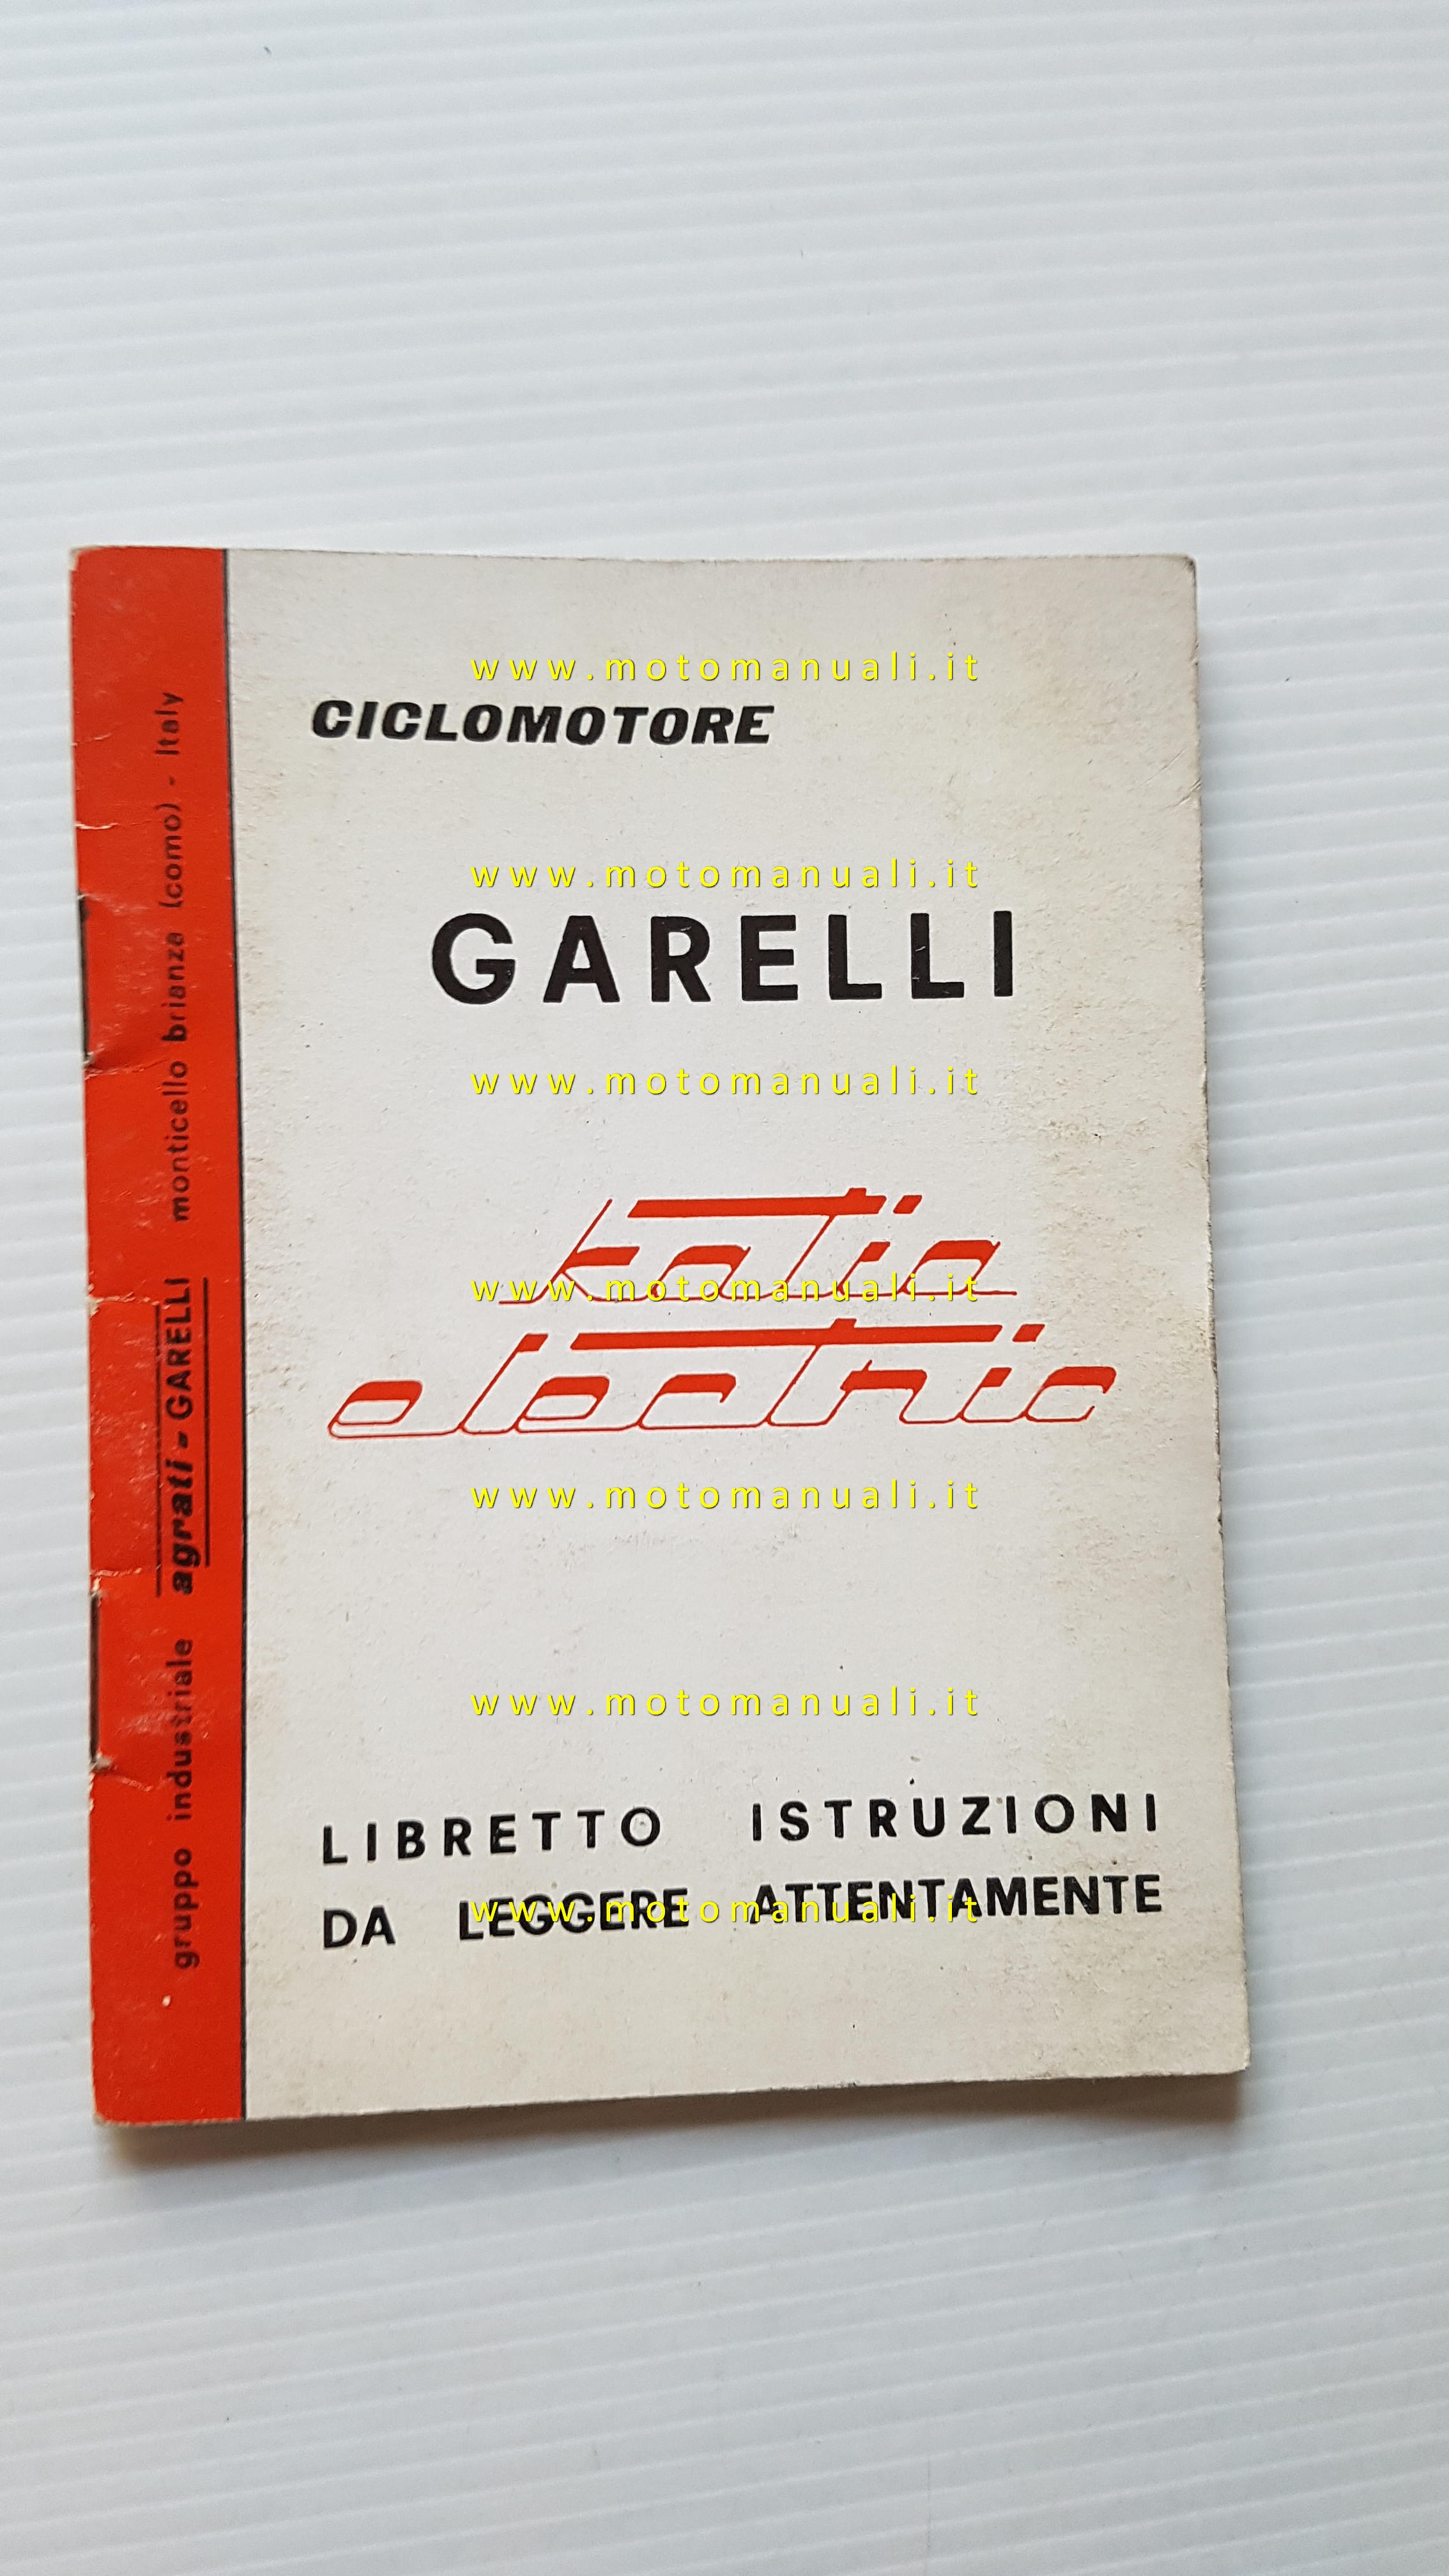 www.motomanuali.it
CICLOMOTORE
www.motomanuali.it
GARELLI
www.motomanuali.it
katia
www.motomanuali.it
electric
www.motomanuali.it
www.motomanuali.it
LIBRETTO ISTRUZIONI
DA LEGGERE ATTENTAMENTE
www.motomanuali.it
gruppo industriale agrati - GARELLI monticello brianza (como) - Italy